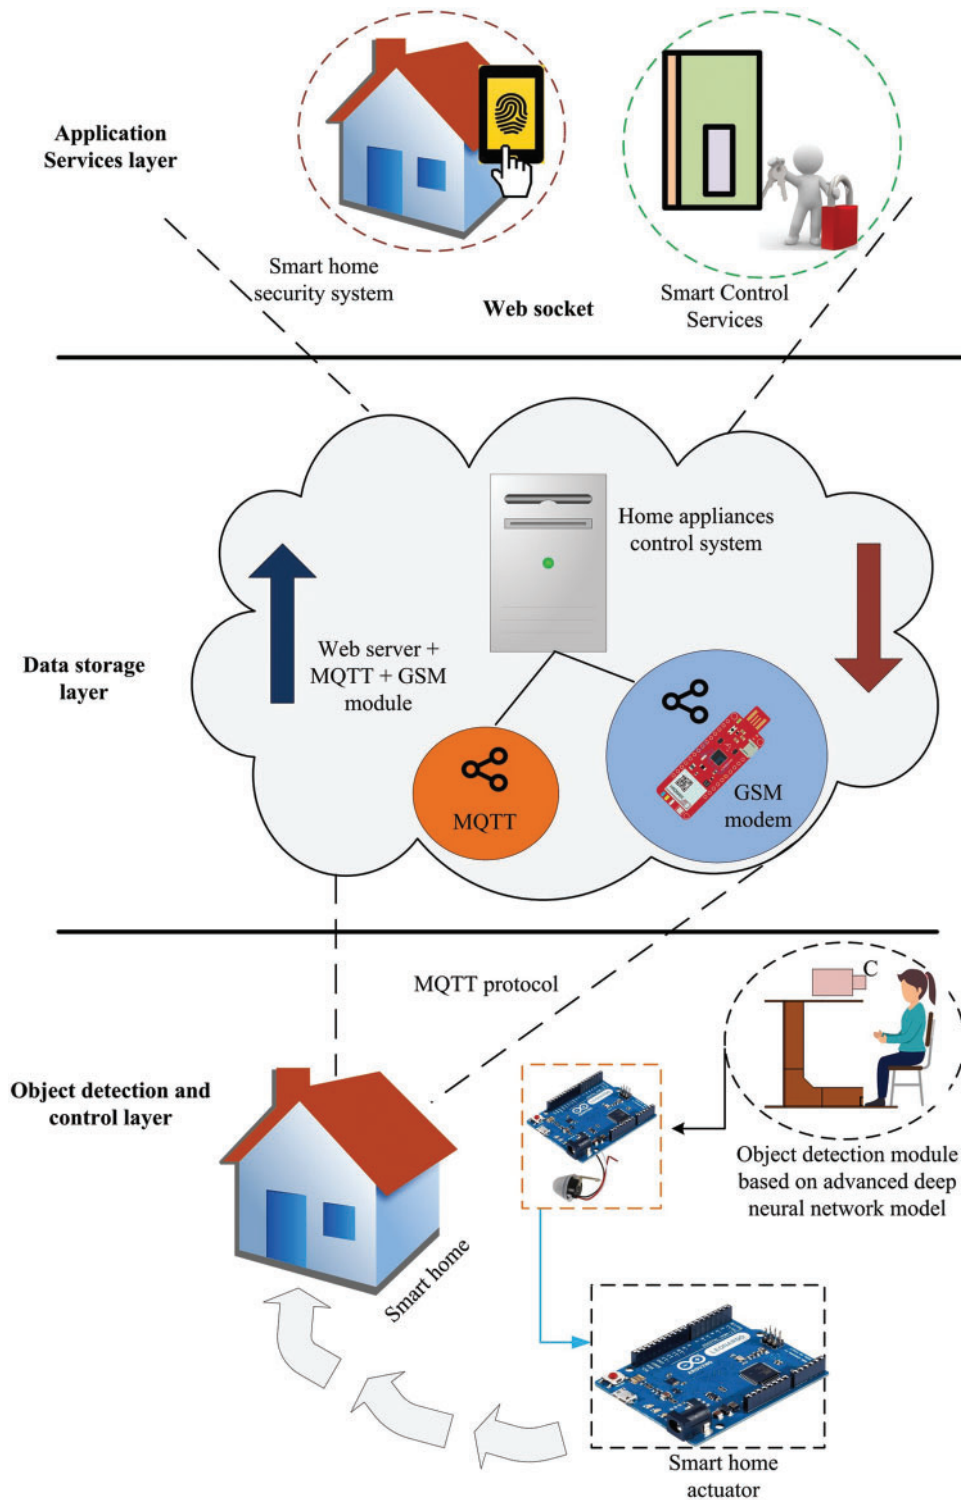 Application
Services layer
Smart home
security system
Smart Control
Services
Web socket
Home appliances
control system
Web server +
MQTT + GSM
module
Data storage
layer
MQTT
GSM
modem
MQTT protocol
C
Object detection and
control layer
Object detection module
based on advanced deep
neural network model
Smart home
LEONARDO
Smart home
actuator